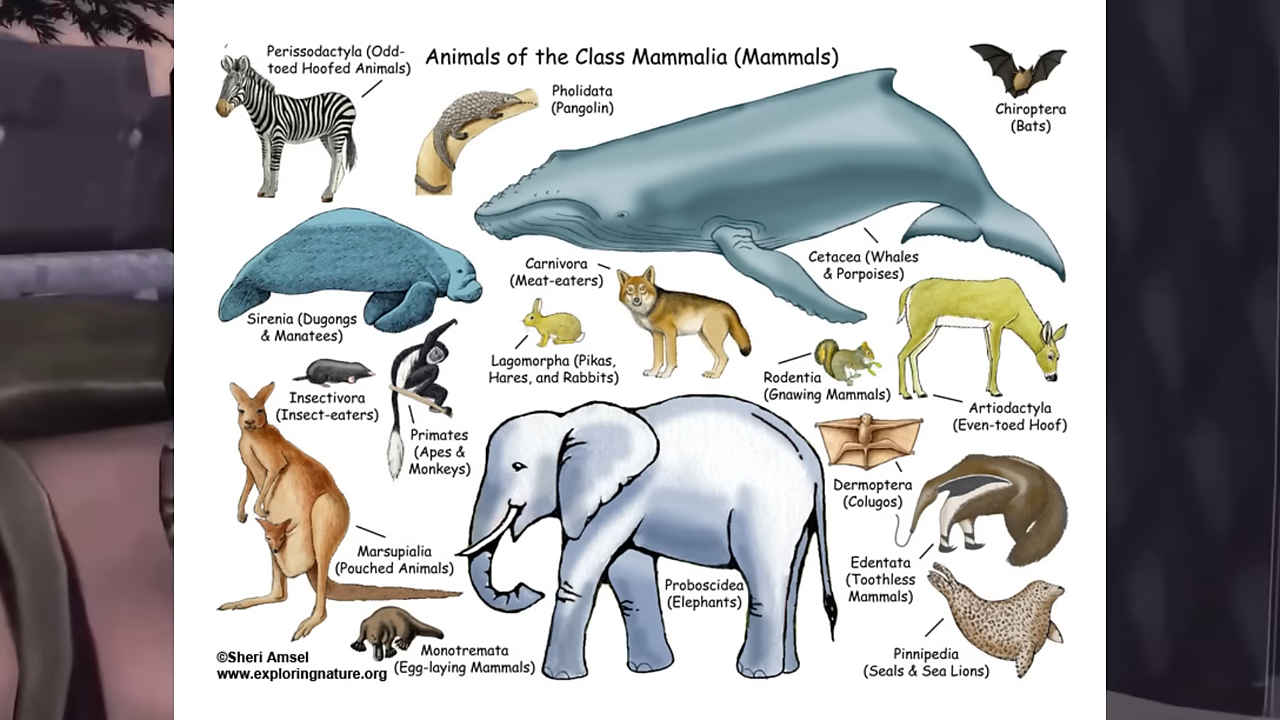 Animals of the Class Mammalia (Mammals)
Perissodactyla (Odd-
toed Hoofed Animals)
Pholidata
(Pangolin)
Chiroptera
(Bats)
Cetacea (Whales
& Porpoises)
Carnivora
(Meat-eaters)
Sirenia (Dugongs
& Manatees)
Lagomorpha (Pikas,
Hares, and Rabbits)
Rodentia
(Gnawing Mammals)
Artiodactyla
(Even-toed Hoof)
Insectivora
(Insect-eaters)
Primates
(Apes &
Monkeys)
Dermoptera
(Colugos)
Marsupialia
(Pouched Animals)
Proboscidea
(Elephants)
Edentata
(Toothless
Mammals)
Monotremata
(Egg-laying Mammals)
Pinnipedia
(Seals & Sea Lions)
©Sheri Amsel
www.exploringnature.org